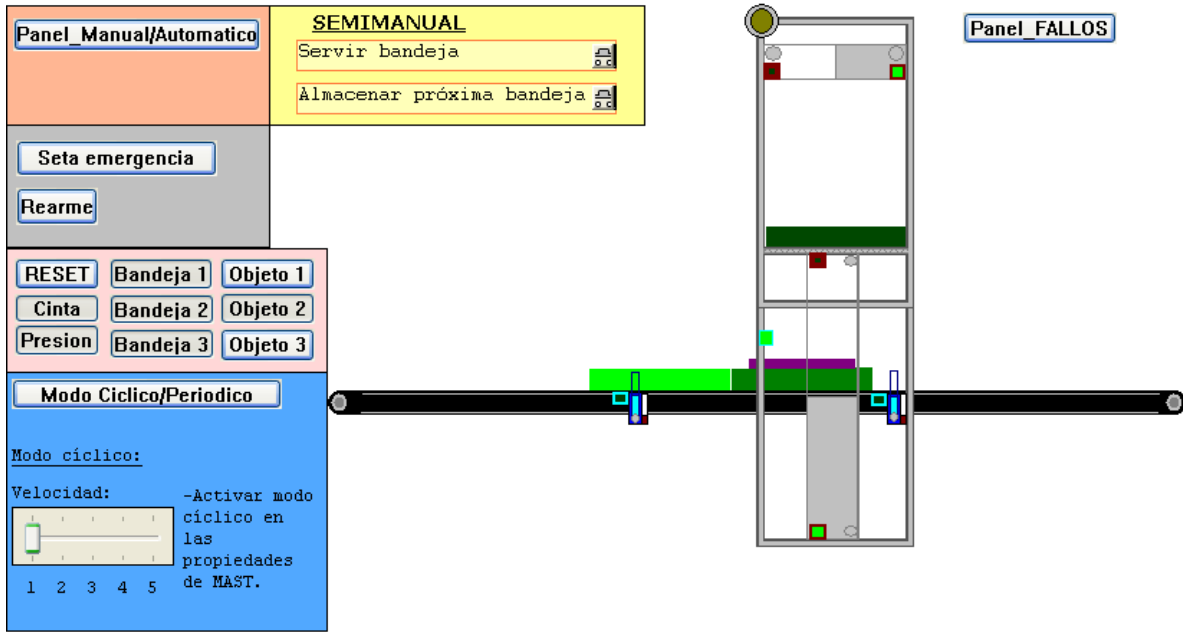 Panel_Manual/Automatico
SEMIMANUAL
Servir bandeja
Almacenar próxima bandeja
Panel_FALLOS
Seta emergencia
Rearme
RESET Bandeja 1 Objeto 1
Cinta Bandeja 2 Objeto 2
Presion Bandeja 3 Objeto 3
Modo Ciclico/Periodico
Modo cíclico:
Velocidad:
1 2 3 4 5
-Activar modo
cíclico en
las
propiedades
de MAST.